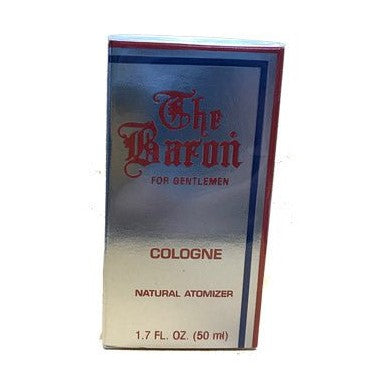 The
Baron
FOR GENTLEMEN
COLOGNE
NATURAL ATOMIZER
1.7 FL. OZ. (50 ml)